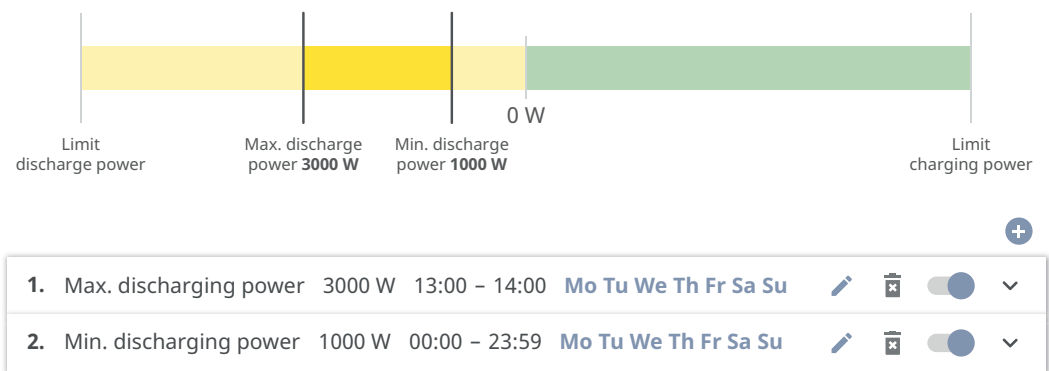 0 W
Limit
discharge power
Max. discharge
power 3000 W
Min. discharge
power 1000 W
Limit
charging power
1. Max. discharging power 3000 W 13:00 – 14:00 Mo Tu We Th Fr Sa Su
2. Min. discharging power 1000 W 00:00 – 23:59 Mo Tu We Th Fr Sa Su